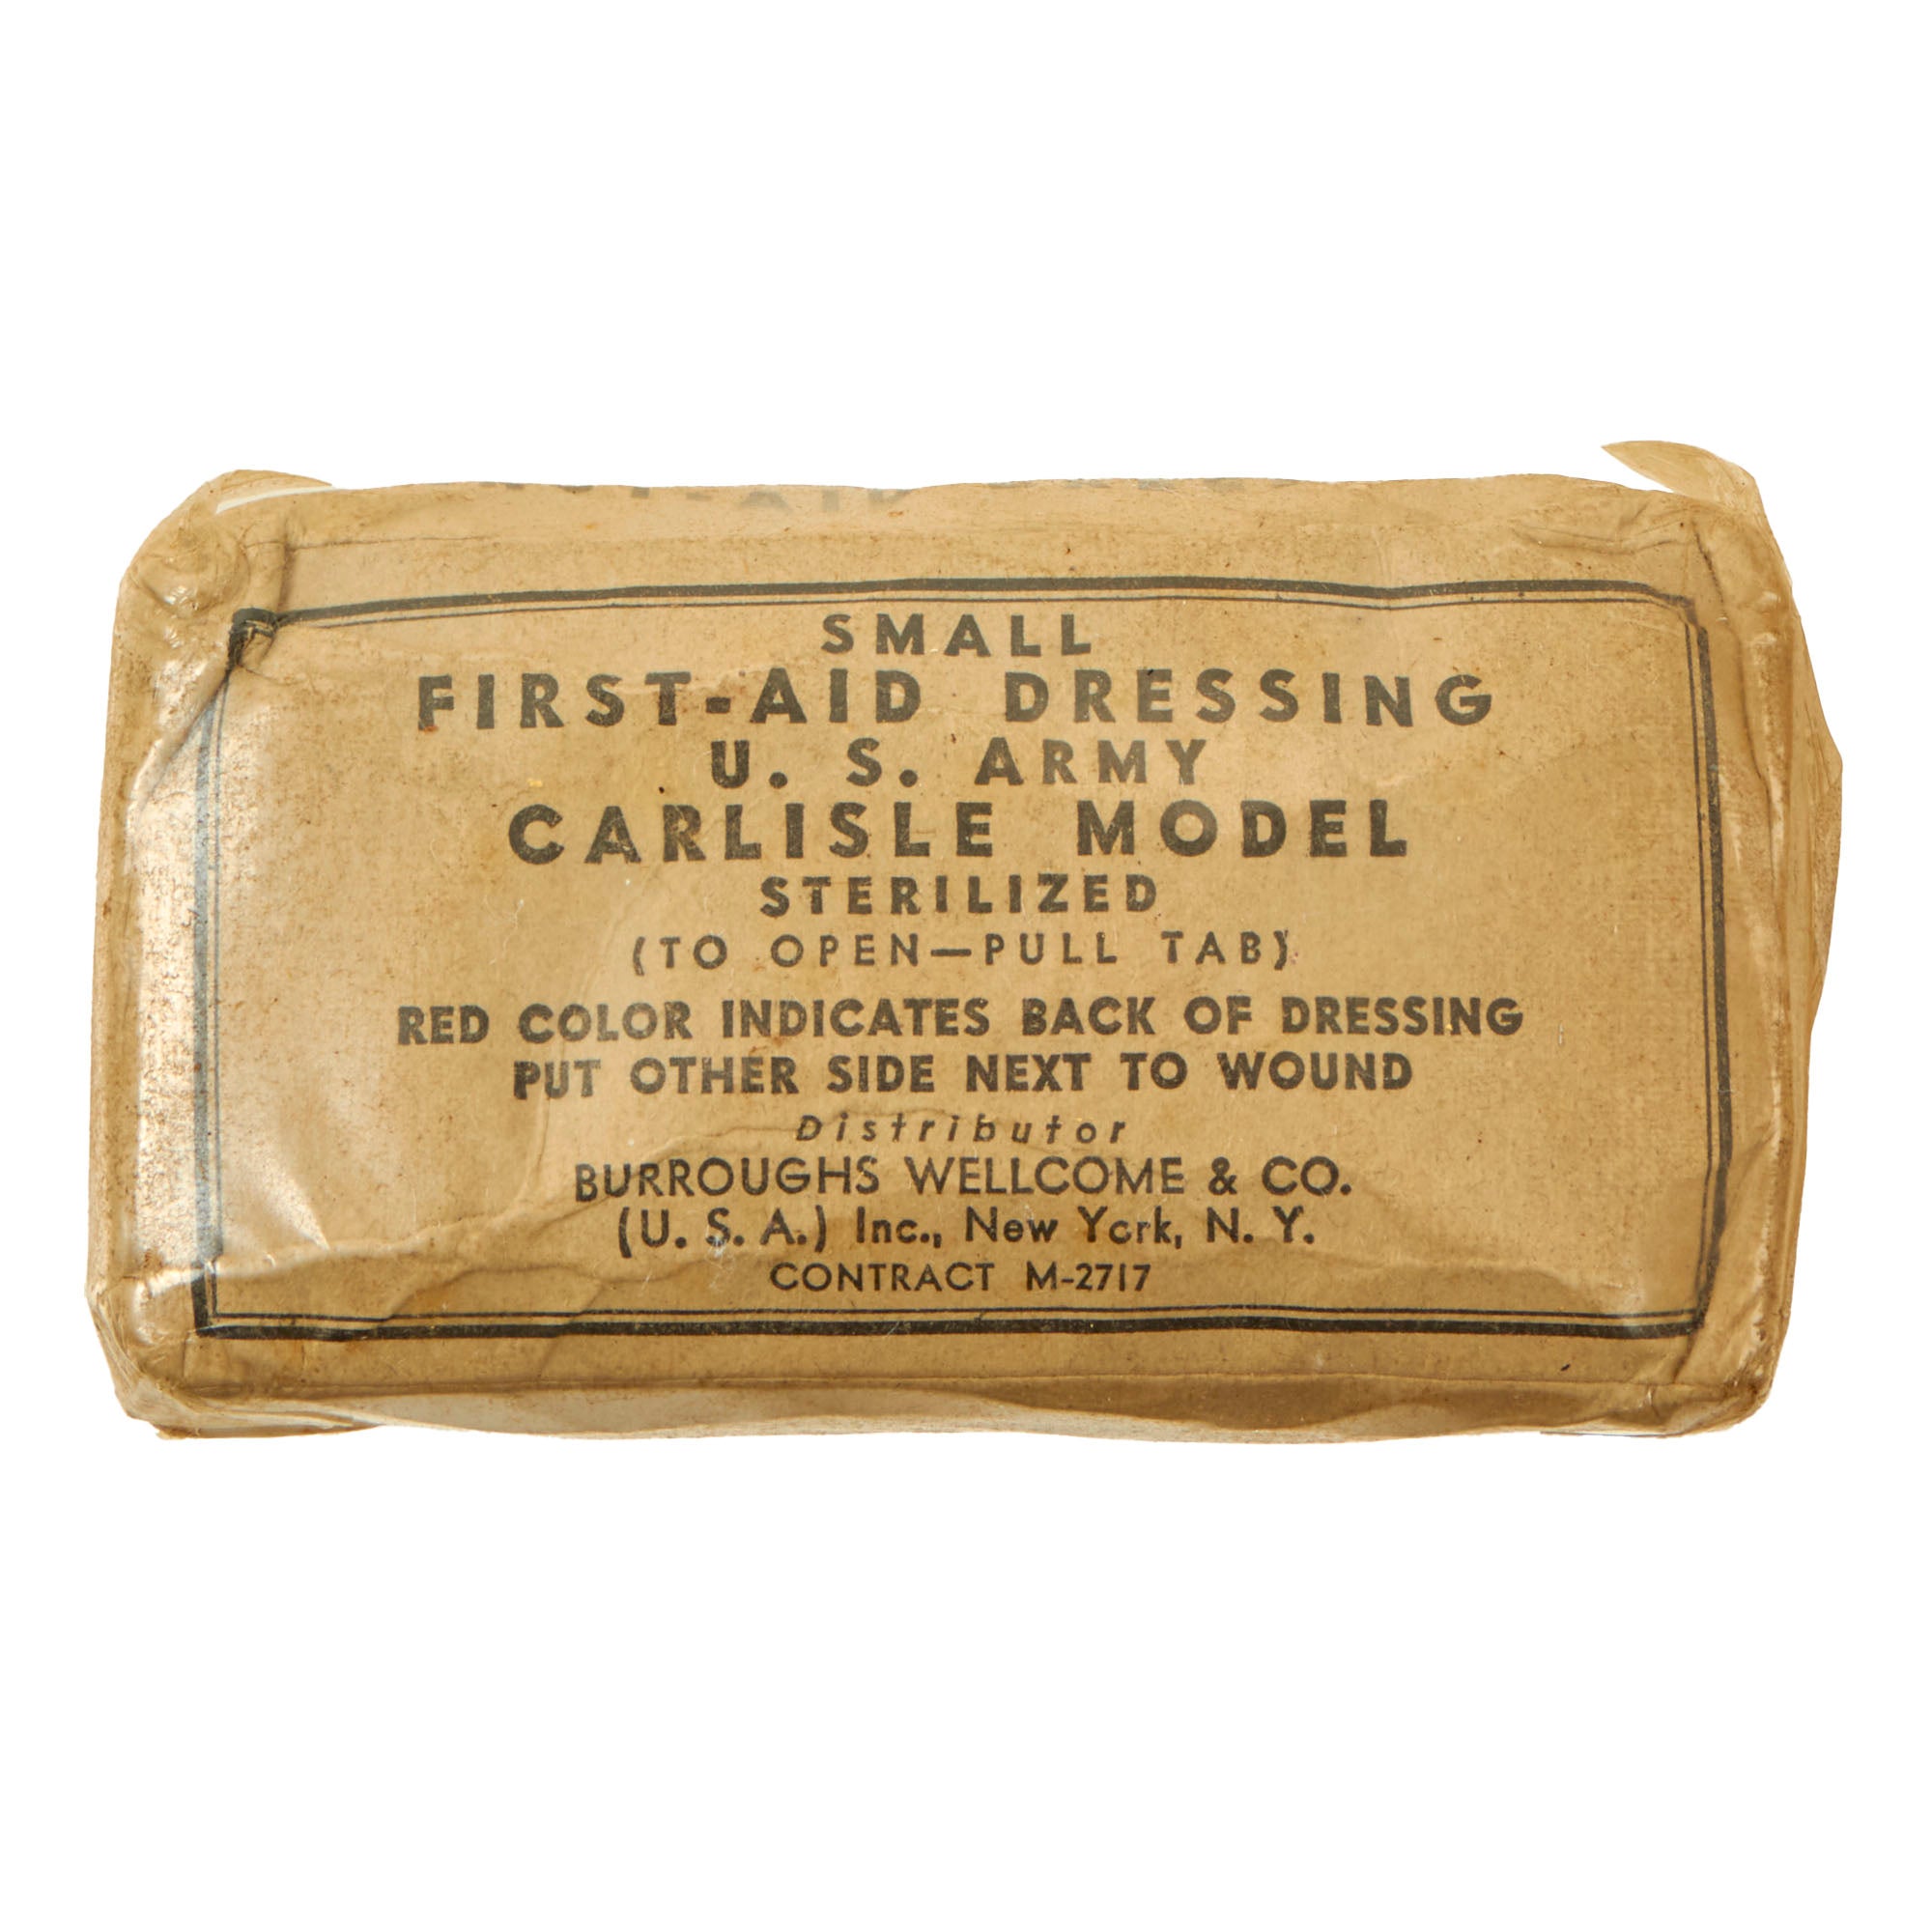 SMALL
FIRST-AID DRESSING
U. S. ARMY
CARLISLE MODEL
STERILIZED
(TO OPEN—PULL TAB)
RED COLOR INDICATES BACK OF DRESSING
PUT OTHER SIDE NEXT TO WOUND
Distributor
BURROUGHS WELLCOME & CO.
(U. S. A.) Inc., New York, N. Y.
CONTRACT M-2717